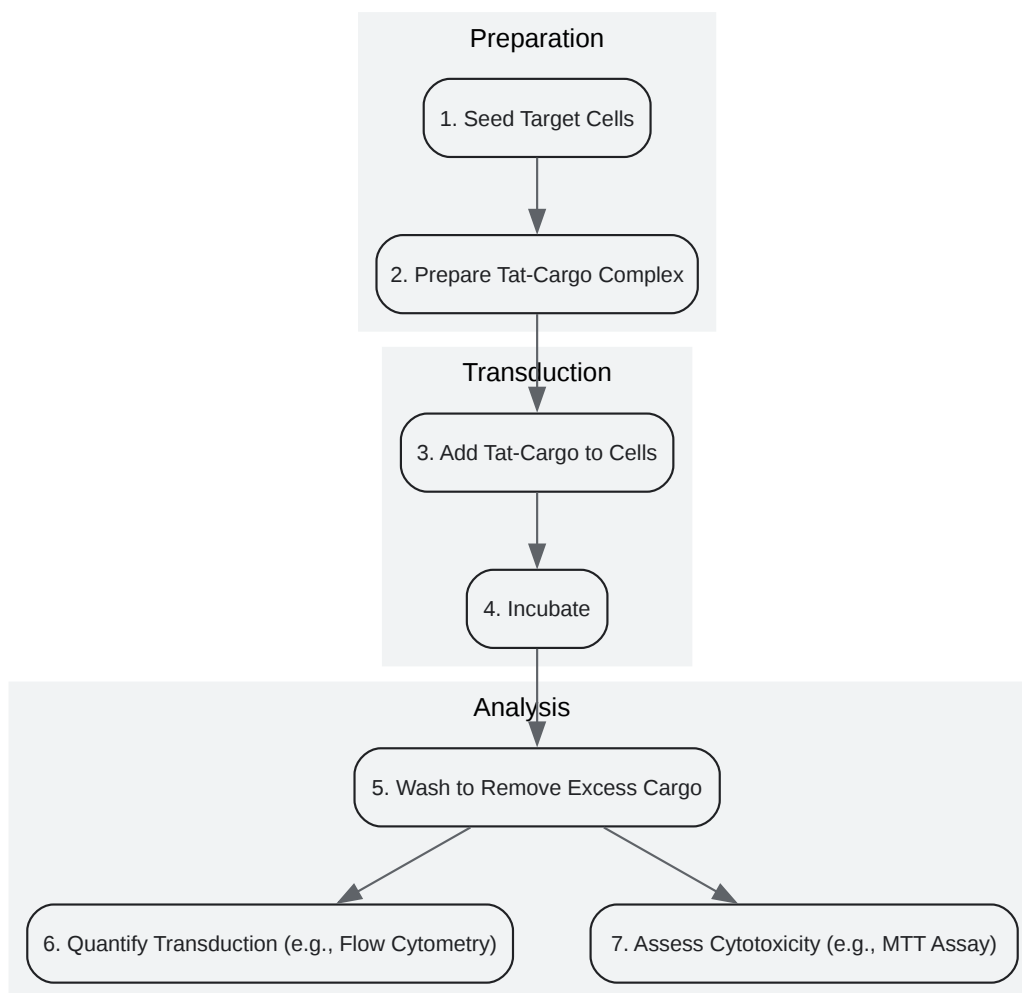 Preparation
1. Seed Target Cells
2. Prepare Tat-Cargo Complex
Transduction
3. Add Tat-Cargo to Cells
4. Incubate
Analysis
5. Wash to Remove Excess Cargo
6. Quantify Transduction (e.g., Flow Cytometry)
7. Assess Cytotoxicity (e.g., MTT Assay)